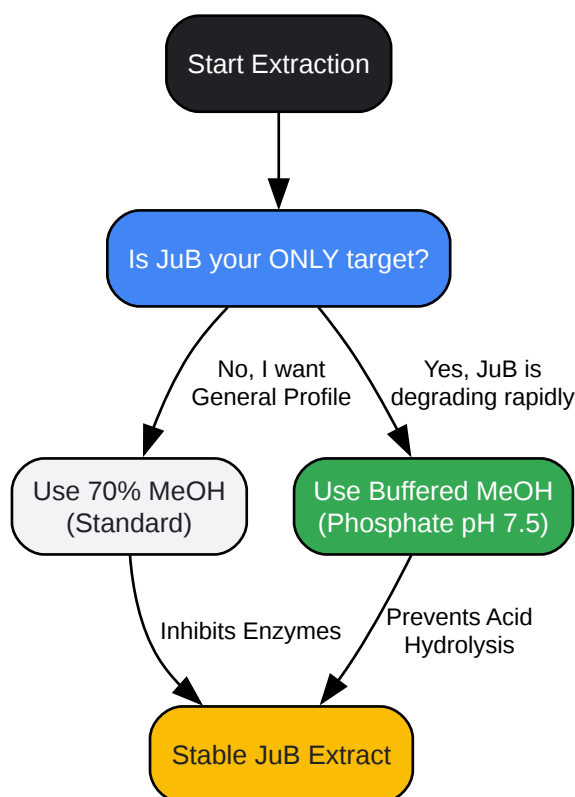 Start Extraction
Is JuB your ONLY target?
No, I want
General Profile
Yes, JuB is
degrading rapidly
Use 70% MeOH
(Standard)
Use Buffered MeOH
(Phosphate pH 7.5)
Inhibits Enzymes
Prevents Acid
Hydrolysis
Stable JuB Extract